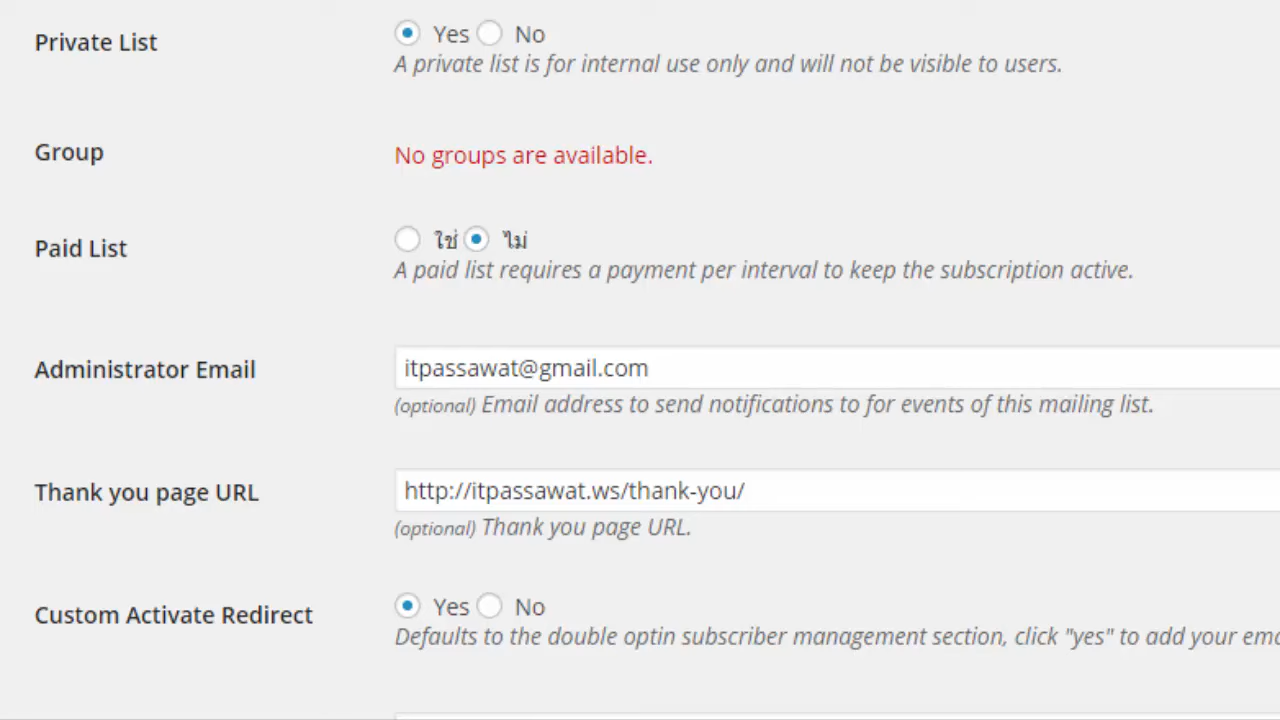 Private List
Yes No
A private list is for internal use only and will not be visible to users.
Group
No groups are available.
Paid List
ใช่ ไม่
A paid list requires a payment per interval to keep the subscription active.
Administrator Email
itpassawat@gmail.com
(optional) Email address to send notifications to for events of this mailing list.
Thank you page URL
http://itpassawat.ws/thank-you/
(optional) Thank you page URL.
Custom Activate Redirect
Yes No
Defaults to the double optin subscriber management section, click "yes" to add your